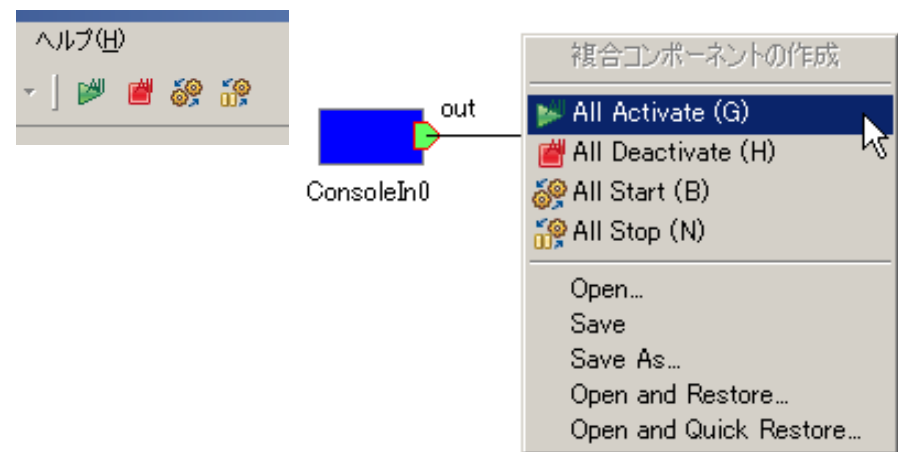 ヘルプ(H)
out
ConsoleIn0
複合コンポーネントの作成
All Activate (G)
All Deactivate (H)
All Start (B)
All Stop (N)
Open...
Save
Save As...
Open and Restore...
Open and Quick Restore...